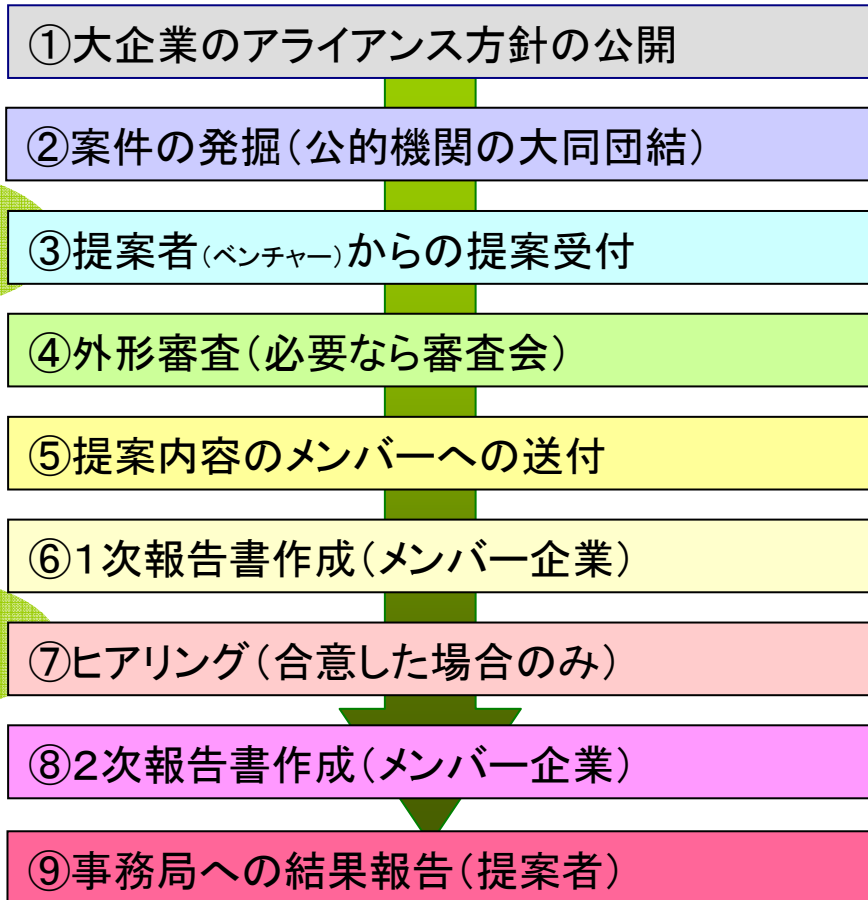 ①大企業のアライアンス方針の公開
②案件の発掘（公的機関の大同団結）
③提案者（ベンチャー）からの提案受付
④外形審査（必要なら審査会）
⑤提案内容のメンバーへの送付
⑥１次報告書作成（メンバー企業）
⑦ヒアリング（合意した場合のみ）
⑧２次報告書作成（メンバー企業）
⑨事務局への結果報告（提案者）